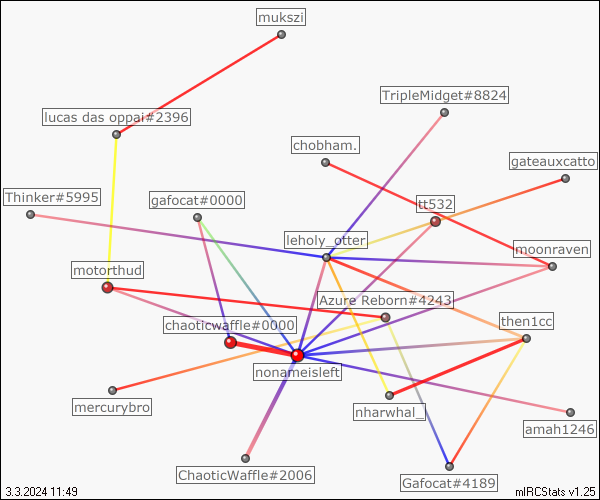 mukszi
TripleMidget#8824
lucas das oppai#2396
chobham.
gateauxcatto
Thinker#5995
gafocat#0000
tt532
leholy_otter
moonraven
motorthud
Azure Reborn#4243
chaoticwaffle#0000
then1cc
nonameisleft
mercurybro
nharwhal_
amah1246
ChaoticWaffle#2006
Gafocat#4189
3.3.2024 11:49
mIRCStats v1.25